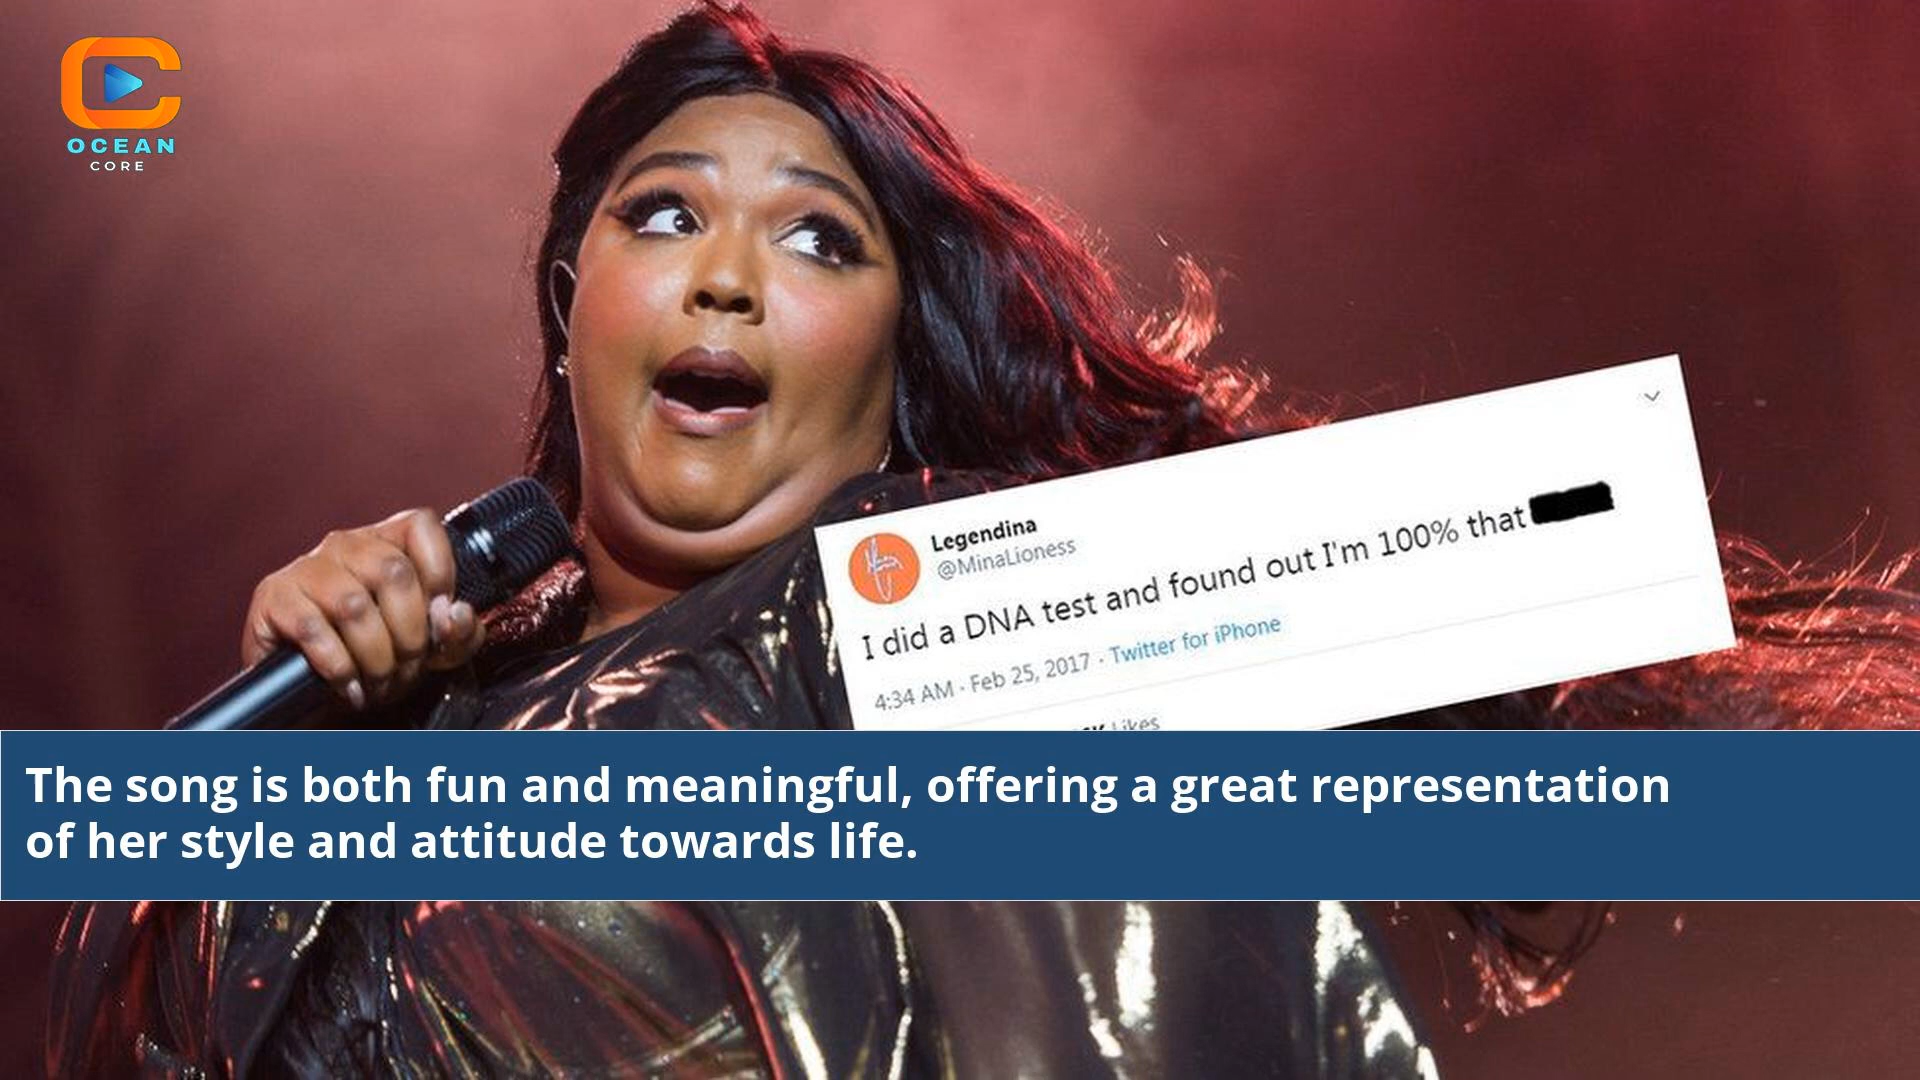 OCEAN
CORE
Legendina
@MinaLioness
I did a DNA test and found out I'm 100% that
4:34 AM · Feb 25, 2017 · Twitter for iPhone
Likes
The song is both fun and meaningful, offering a great representation
of her style and attitude towards life.